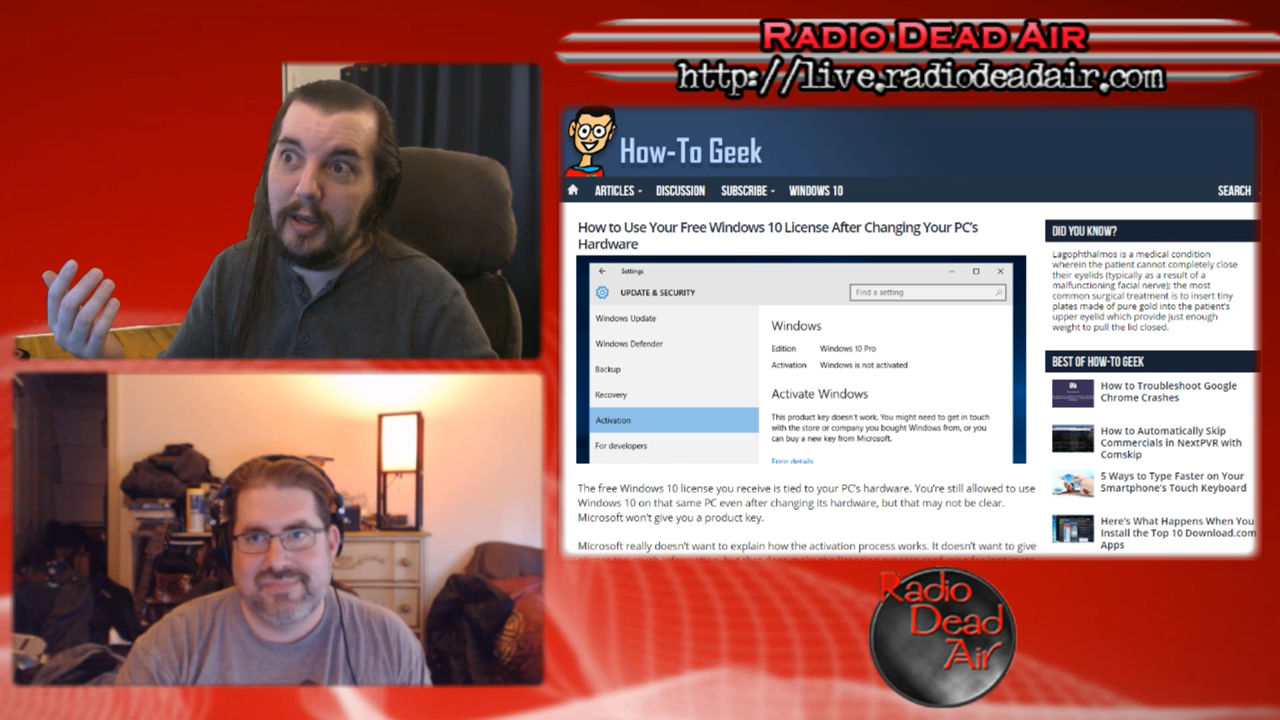 Radio Dead Air
http://live.radiodeadair.com
How-To Geek
ARTICLES
DISCUSSION
SUBSCRIBE
WINDOWS 10
SEARCH
How to Use Your Free Windows 10 License After Changing Your PC's
Hardware
Settings
UPDATE & SECURITY
Find a setting
Windows Update
Windows Defender
Backup
Recovery
Activation
For developers
Windows
Edition Windows 10 Pro
Activation Windows is not activated
Activate Windows
This product key doesn't work. You might need to get in touch
with the store or company you bought Windows from, or you
can buy a new key from Microsoft.
Error details
The free Windows 10 license you receive is tied to your PC's hardware. You're still allowed to use
Windows 10 on that same PC even after changing its hardware, but that may not be clear.
Microsoft won't give you a product key.
Microsoft really doesn't want to explain how the activation process works. It doesn't want to give
DID YOU KNOW?
Lagophthalmos is a medical condition
wherein the patient cannot completely close
their eyelids (typically as a result of a
malfunctioning facial nerve); the most
common surgical treatment is to insert tiny
plates made of pure gold into the patient's
upper eyelid which provide just enough
weight to pull the lid closed.
BEST OF HOW-TO GEEK
How to Troubleshoot Google
Chrome Crashes
How to Automatically Skip
Commercials in NextPVR with
Comskip
5 Ways to Type Faster on Your
Smartphone's Touch Keyboard
Here's What Happens When You
Install the Top 10 Download.com
Apps
Radio
Dead
Air